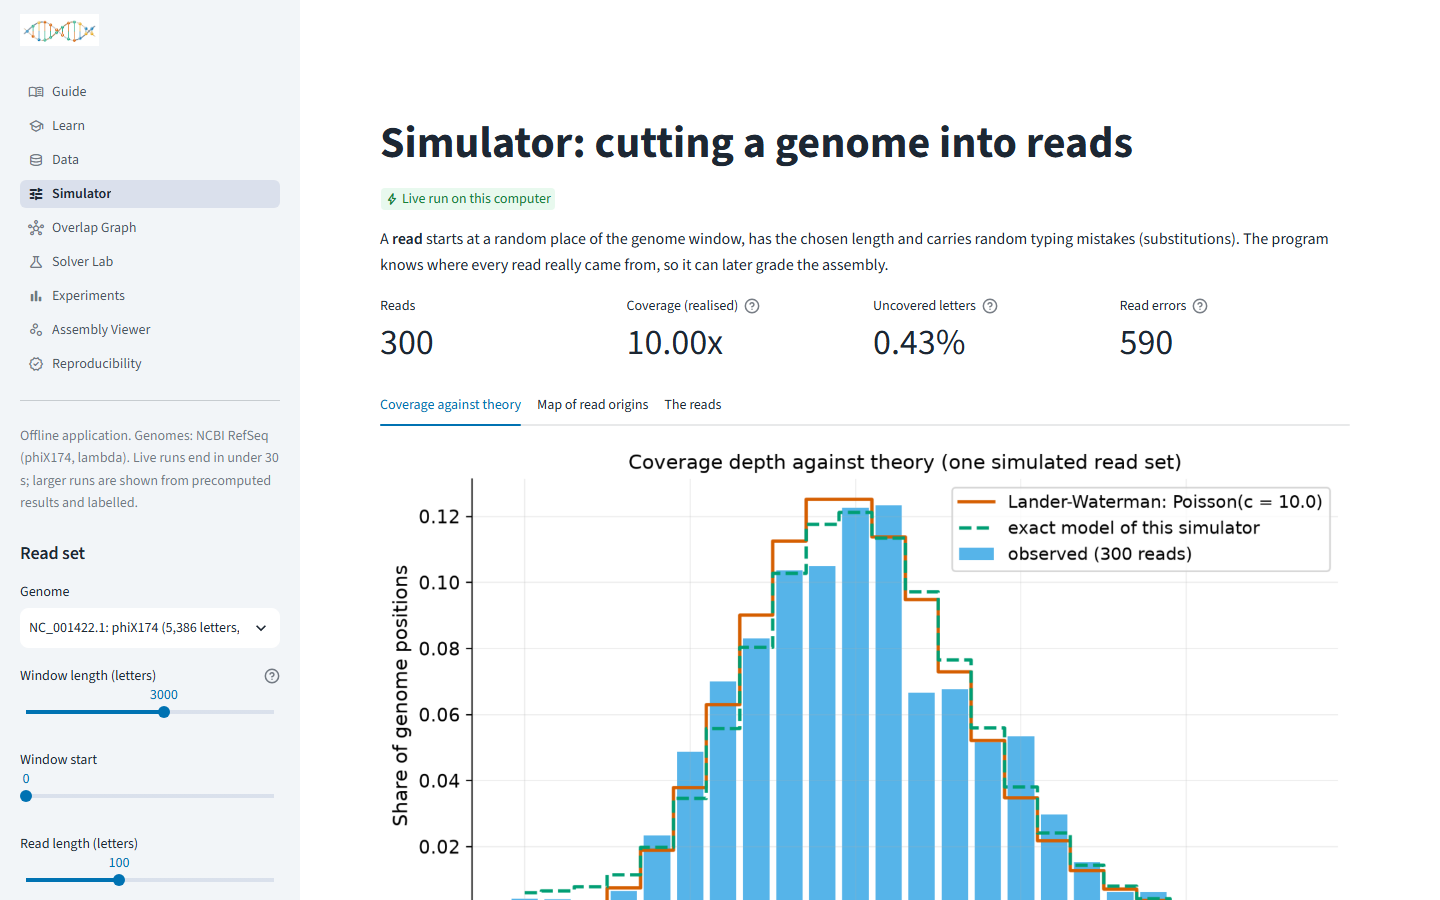 Guide
Learn
Data
Simulator
Overlap Graph
Solver Lab
Experiments
Assembly Viewer
Reproducibility
Offline application. Genomes: NCBI RefSeq
(phiX174, lambda). Live runs end in under 30
s; larger runs are shown from precomputed
results and labelled.
Read set
Genome
NC_001422.1: phiX174 (5,386 letters,
Window length (letters)
3000
Window start
0
Read length (letters)
100
Simulator: cutting a genome into reads
Live run on this computer
A read starts at a random place of the genome window, has the chosen length and carries random typing mistakes (substitutions). The program
knows where every read really came from, so it can later grade the assembly.
Reads
300
Coverage (realised)
10.00x
Uncovered letters
0.43%
Read errors
590
Coverage against theory
Map of read origins
The reads
Coverage depth against theory (one simulated read set)
Lander-Waterman: Poisson(c = 10.0)
exact model of this simulator
observed (300 reads)
Share of genome positions
0.12
0.10
0.08
0.06
0.04
0.02